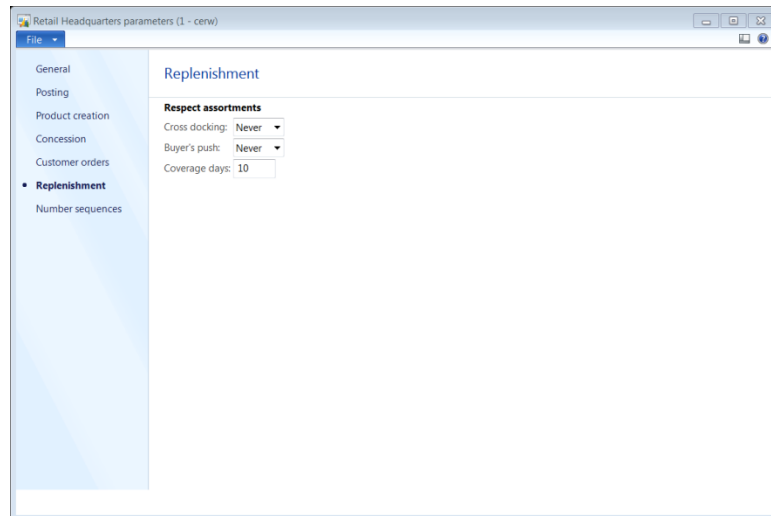 Retail Headquarters parameters (1 - cerw)
File
General
Posting
Product creation
Concession
Customer orders
Replenishment
Number sequences
Replenishment
Respect assortments
Cross docking: Never
Buyer's push: Never
Coverage days: 10